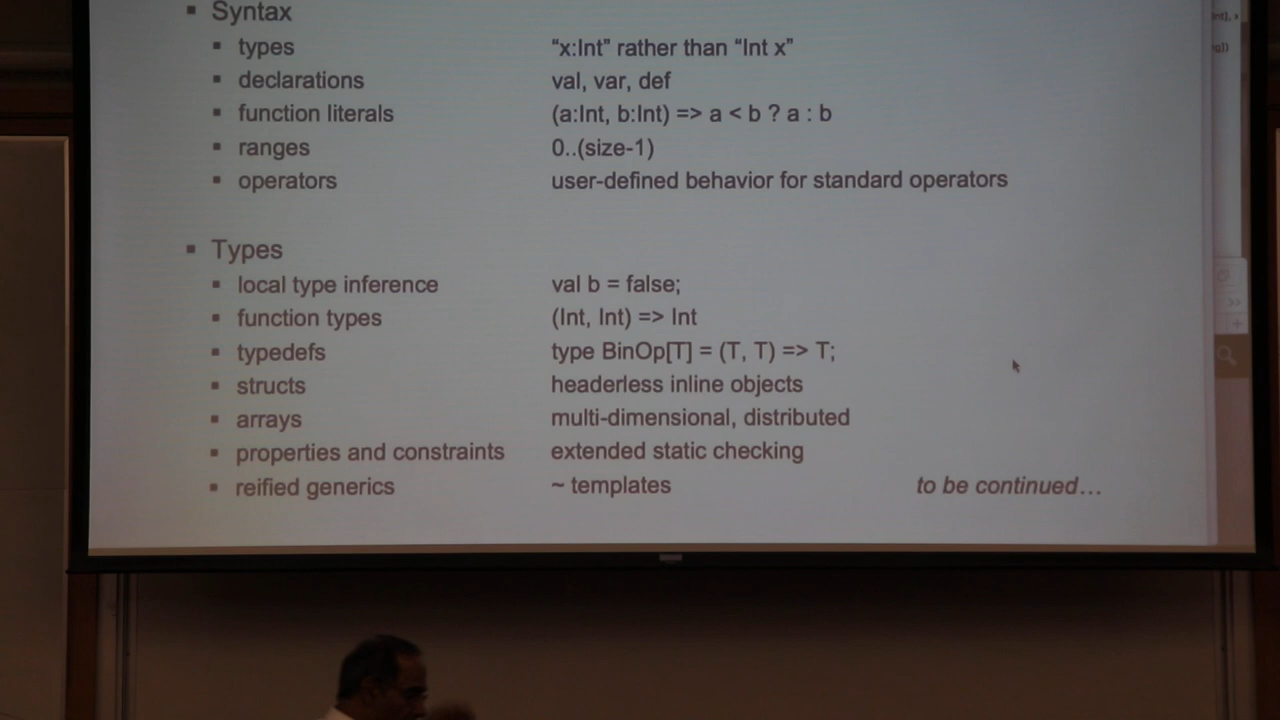 ▪ Syntax
▪ types “x:Int” rather than “Int x”
▪ declarations val, var, def
▪ function literals (a:Int, b:Int) => a < b ? a : b
▪ ranges 0..(size-1)
▪ operators user-defined behavior for standard operators
▪ Types
▪ local type inference val b = false;
▪ function types (Int, Int) => Int
▪ typedefs type BinOp[T] = (T, T) => T;
▪ structs headerless inline objects
▪ arrays multi-dimensional, distributed
▪ properties and constraints extended static checking
▪ reified generics ~ templates to be continued…